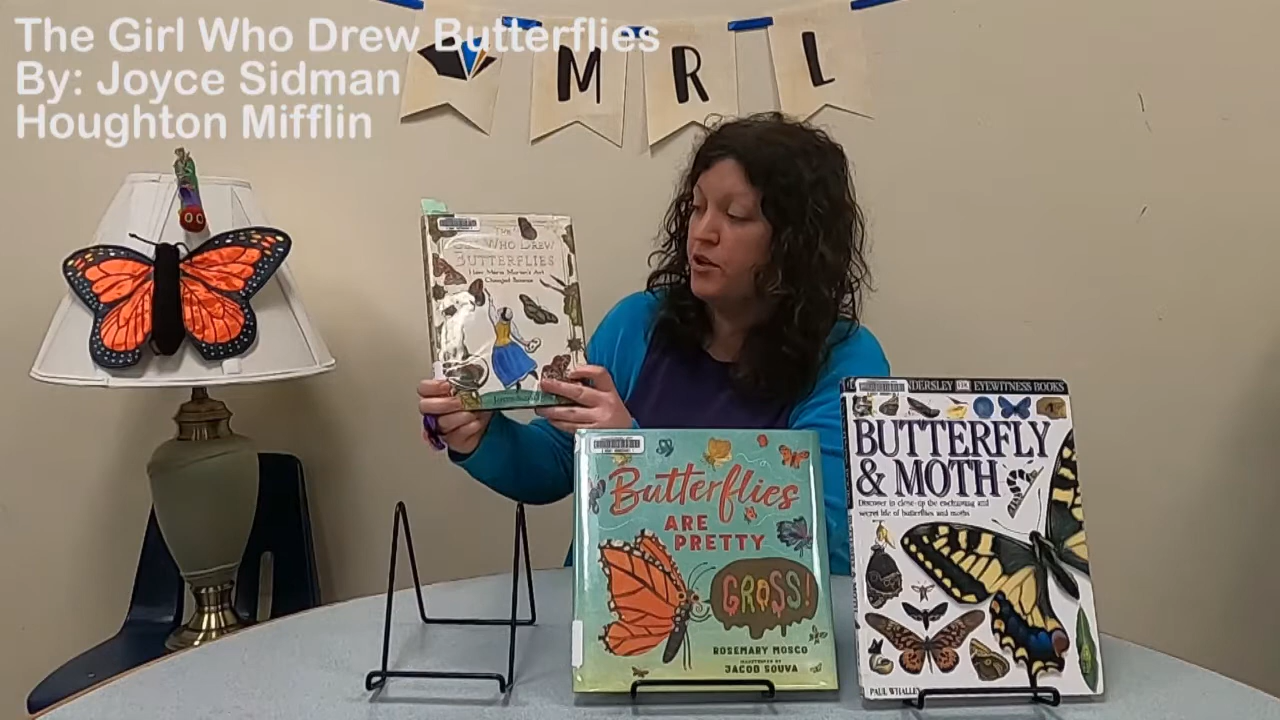 The Girl Who Drew Butterflies
By: Joyce Sidman
Houghton Mifflin
M R L
THE
GIRL WHO DREW
BUTTERFLIES
How Maria Merian's Art
Changed Science
Butterflies
ARE
PRETTY
GROSS!
ROSEMARY MOSCO
ILLUSTRATED BY
JACOB SOUVA
DERSLEY DK EYEWITNESS BOOKS
BUTTERFLY
& MOTH
Discover in close-up the enchanting and
secret life of butterflies and moths
PAUL WHALLEY